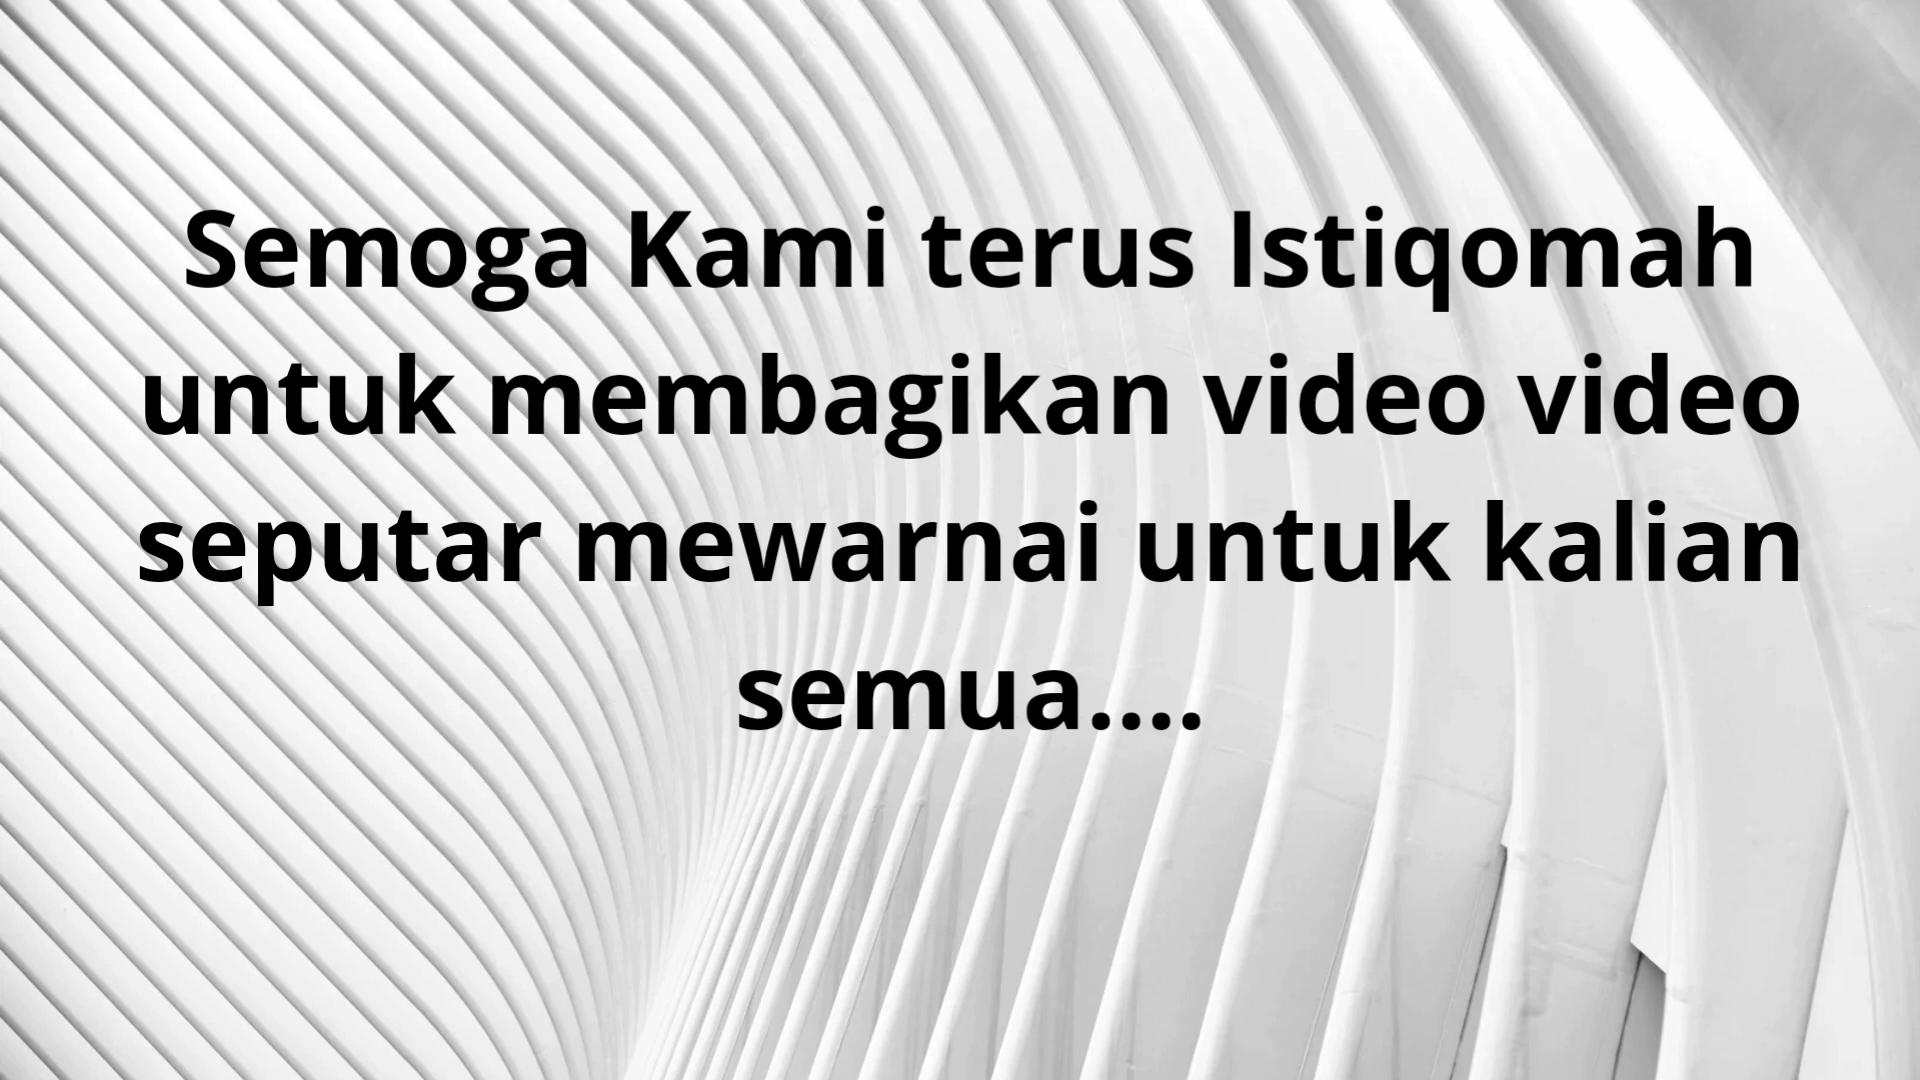 Semoga Kami terus Istiqomah
untuk membagikan video video
seputar mewarnai untuk kalian
semua....